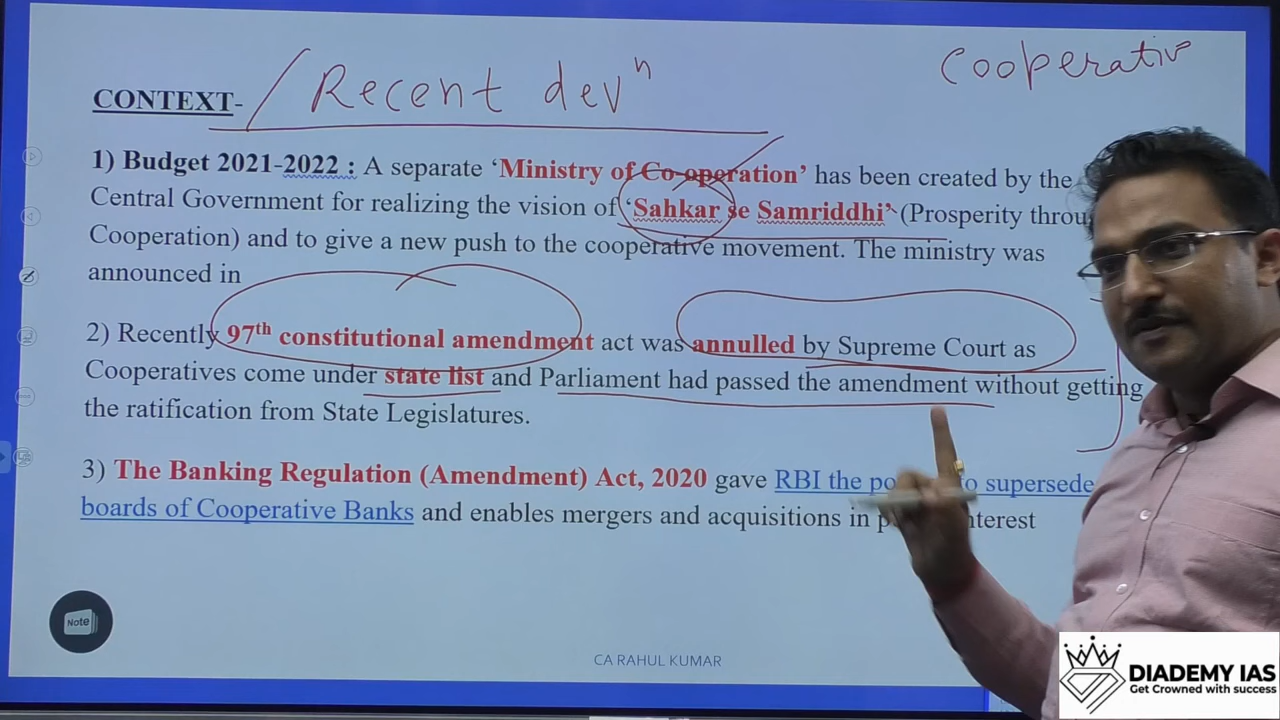 Cooperativ
CONTEXT- / Recent devⁿ
1) Budget 2021-2022 : A separate ‘Ministry of Co-operation’ has been created by the
Central Government for realizing the vision of ‘Sahkar se Samriddhi’ (Prosperity throu
Cooperation) and to give a new push to the cooperative movement. The ministry was
announced in
2) Recently 97th constitutional amendment act was annulled by Supreme Court as
Cooperatives come under state list and Parliament had passed the amendment without getting
the ratification from State Legislatures.
3) The Banking Regulation (Amendment) Act, 2020 gave RBI the po o supersede
boards of Cooperative Banks and enables mergers and acquisitions in p nterest
Note
CA RAHUL KUMAR
DIADEMY IAS
Get Crowned with success